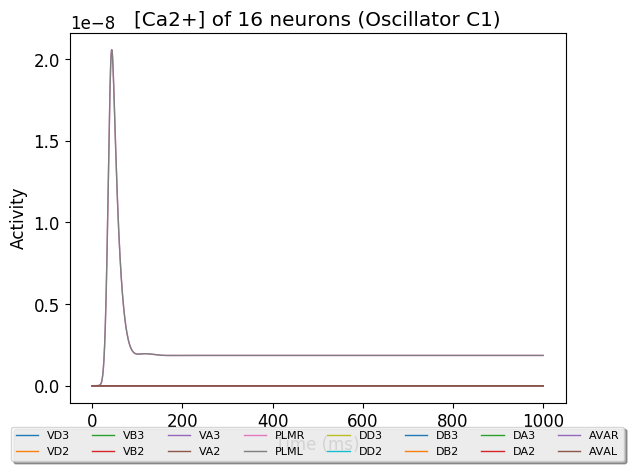 [Ca2+] of 16 neurons (Oscillator C1)
1e−8
2.0
1.5
1.0
0.5
0.0
Activity
0 200 400 600 800 1000
Time (ms)
VD3 VB3 VA3 PLMR DD3 DB3 DA3 AVAR
VD2 VB2 VA2 PLML DD2 DB2 DA2 AVAL